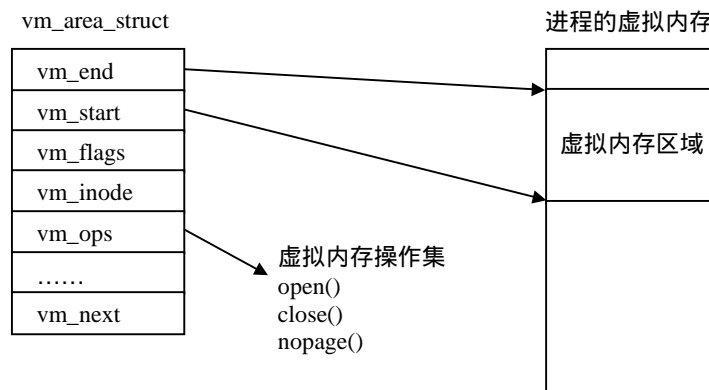 vm_area_struct
进程的虚拟内存
vm_end
vm_start
vm_flags
vm_inode
vm_ops
……
vm_next
虚拟内存区域
虚拟内存操作集
open()
close()
nopage()